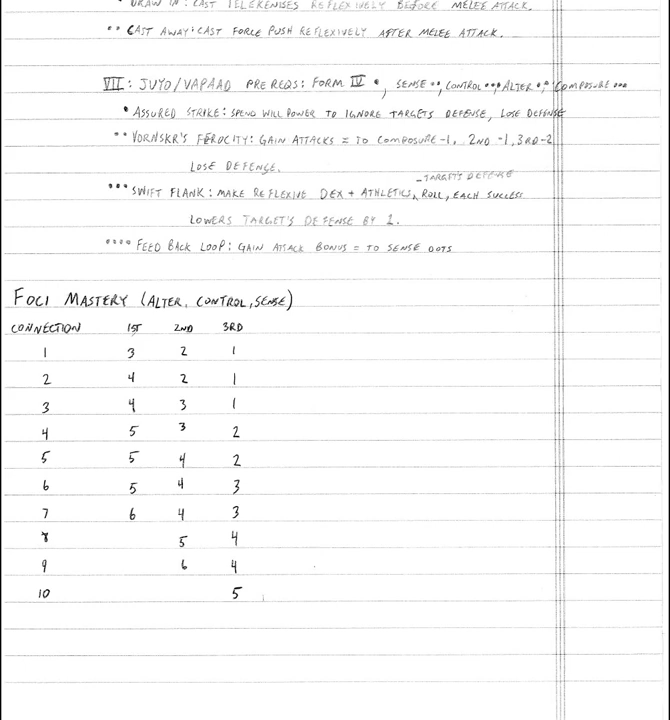 • DRAW IN: CAST TELEKENISES REFLEXIVELY BEFORE MELEE ATTACK.
•• CAST AWAY: CAST FORCE PUSH REFLEXIVELY AFTER MELEE ATTACK.
VII: JUYO/VAPAAD PREREQS: FORM IV •, SENSE••, CONTROL•••, ALTER••, COMPOSURE •••
• ASSURED STRIKE: SPEND WILL POWER TO IGNORE TARGETS DEFENSE, LOSE DEFENSE
•• VORNSKR'S FEROCITY: GAIN ATTACKS = TO COMPOSURE -1, 2ND -1, 3RD -2
LOSE DEFENSE.
- TARGET'S DEFENSE
••• SWIFT FLANK: MAKE REFLEXIVE DEX + ATHLETICS, ROLL, EACH SUCCESS
LOWERS TARGET'S DEFENSE BY 1.
•••• FEED BACK LOOP: GAIN ATTACK BONUS = TO SENSE DOTS
FOCI MASTERY (ALTER, CONTROL, SENSE)
CONNECTION 1ST 2ND 3RD
1 3 2 1
2 4 2 1
3 4 3 1
4 5 3 2
5 5 4 2
6 5 4 3
7 6 4 3
8 5 4
9 6 4
10 5